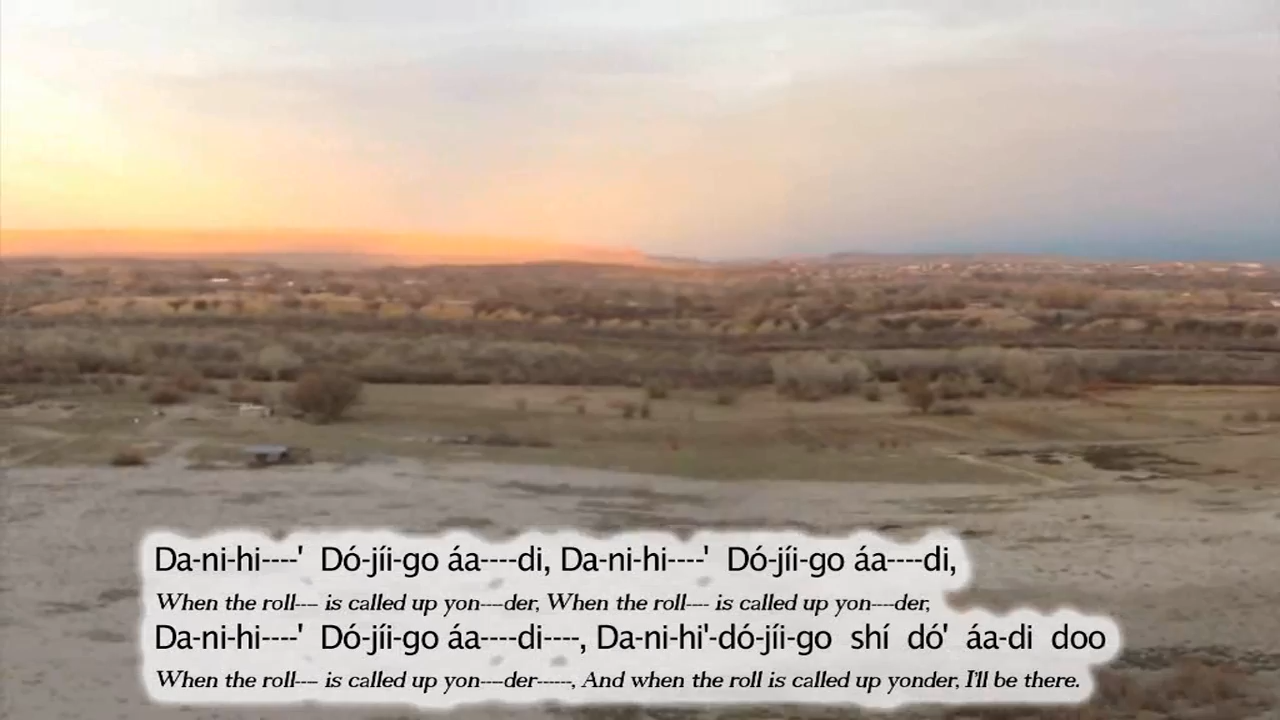 Da-ni-hi----' Dó-jíi-go áa----di, Da-ni-hi----' Dó-jíi-go áa----di,
When the roll---- is called up yon----der, When the roll---- is called up yon----der,
Da-ni-hi----' Dó-jíi-go áa----di----, Da-ni-hi'-dó-jíi-go shí dó' áa-di doo
When the roll---- is called up yon----der------, And when the roll is called up yonder, I'll be there.